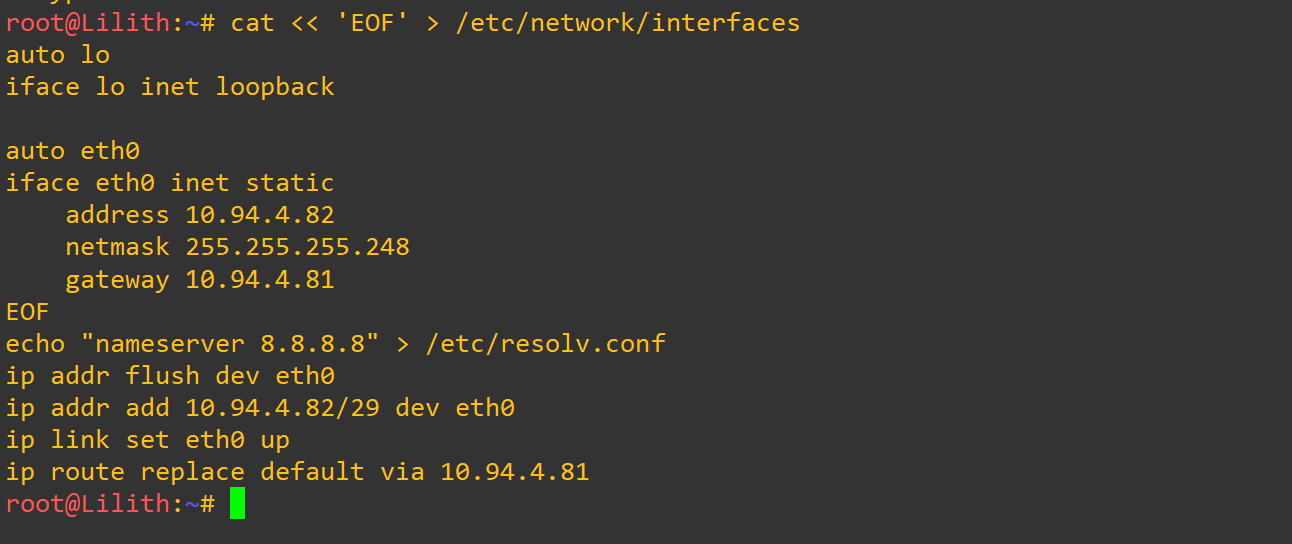 root@Lilith:~# cat << 'EOF' > /etc/network/interfaces
auto lo
iface lo inet loopback

auto eth0
iface eth0 inet static
    address 10.94.4.82
    netmask 255.255.255.248
    gateway 10.94.4.81
EOF
echo "nameserver 8.8.8.8" > /etc/resolv.conf
ip addr flush dev eth0
ip addr add 10.94.4.82/29 dev eth0
ip link set eth0 up
ip route replace default via 10.94.4.81
root@Lilith:~#